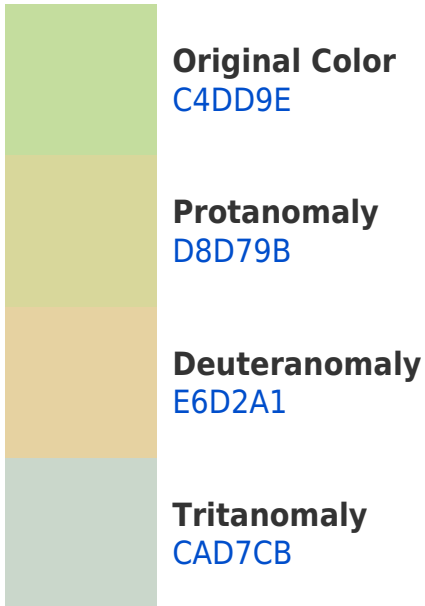 Original Color
C4DD9E
Protanomaly
D8D79B
Deuteranomaly
E6D2A1
Tritanomaly
CAD7CB